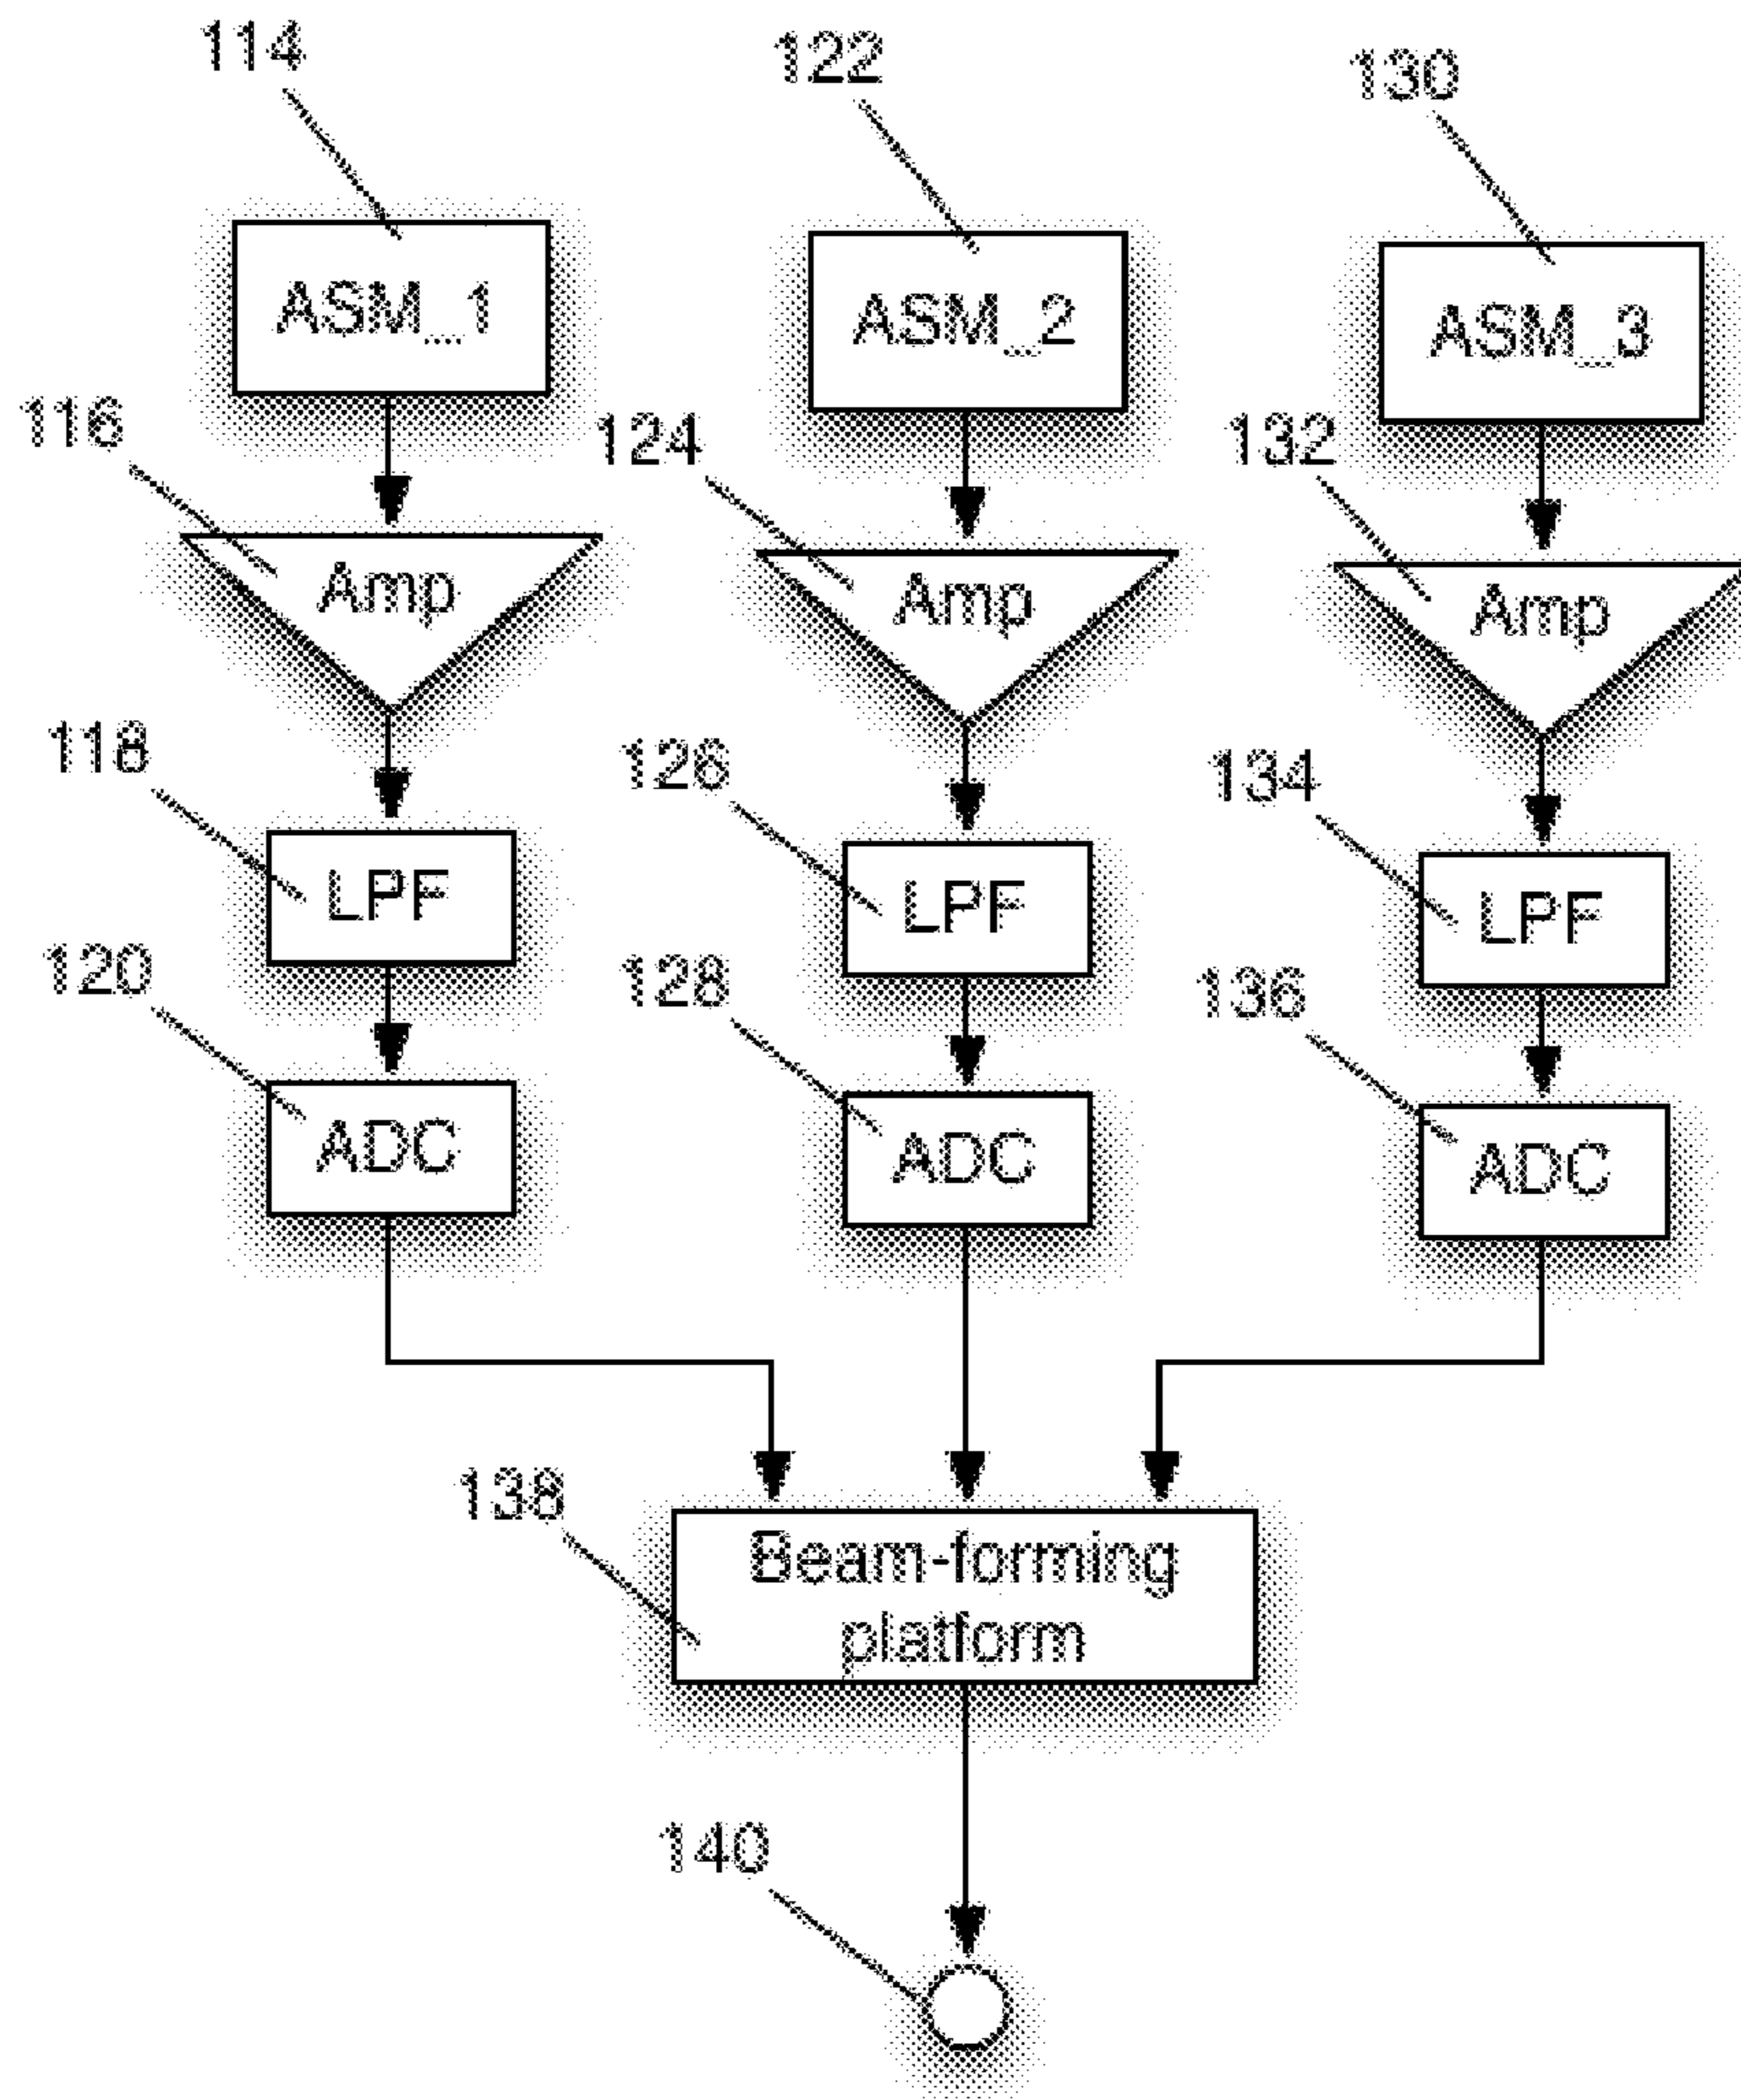 114
122
130
ASM_1
ASM_2
ASM_3
116
124
132
Amp
Amp
Amp
118
126
134
LPF
LPF
LPF
120
128
136
ADC
ADC
ADC
138
Beam-forming
platform
140